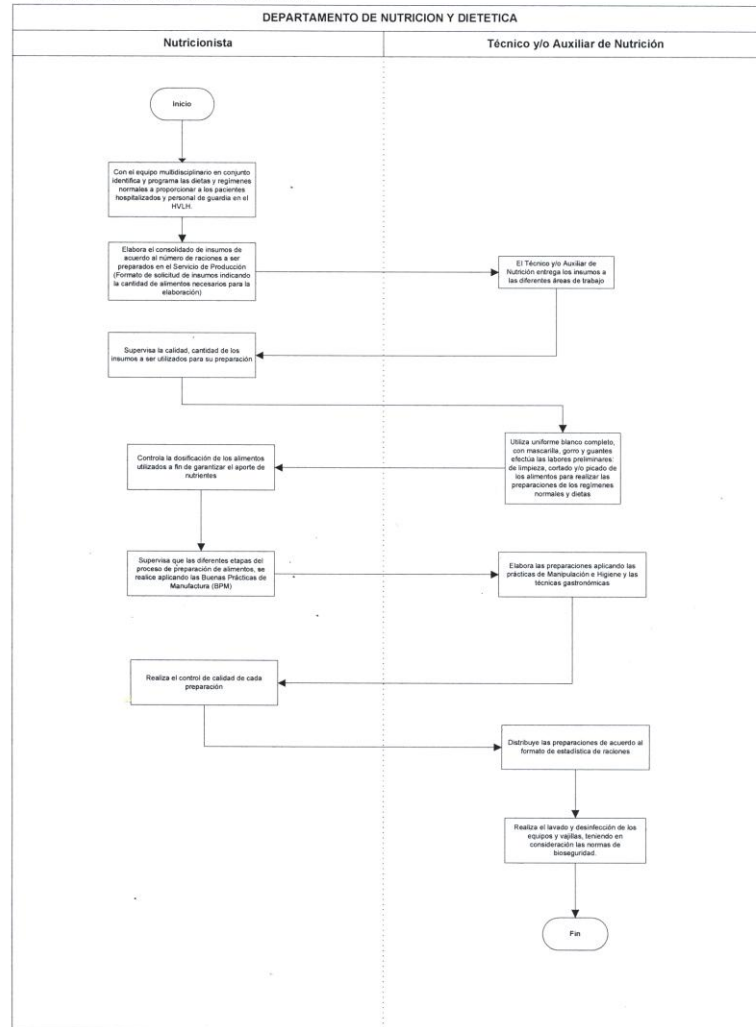 DEPARTAMENTO DE NUTRICION Y DIETETICA
Nutricionista
Técnico y/o Auxiliar de Nutrición
Inicio
Con el equipo multidisciplinario en conjunto
identifica y programa las dietas y regímenes
normales a proporcionar a los pacientes
hospitalizados y personal de guardia en el
HVLH.
Elabora el consolidado de insumos de
acuerdo al número de raciones a ser
preparados en el Servicio de Producción
(Formato de solicitud de insumos indicando
la cantidad de alimentos necesarios para la
elaboración)
El Técnico y/o Auxiliar de
Nutrición entrega los insumos a
las diferentes áreas de trabajo
Supervisa la calidad, cantidad de los
insumos a ser utilizados para su preparación
Utiliza uniforme blanco completo,
con mascarilla, gorro y guantes
efectúa las labores preliminares:
de limpieza, cortado y/o picado de
los alimentos para realizar las
preparaciones de los regímenes
normales y dietas
Controla la dosificación de los alimentos
utilizados a fin de garantizar el aporte de
nutrientes
Supervisa que las diferentes etapas del
proceso de preparación de alimentos, se
realice aplicando las Buenas Prácticas de
Manufactura (BPM)
Elabora las preparaciones aplicando las
prácticas de Manipulación e Higiene y las
técnicas gastronómicas
Realiza el control de calidad de cada
preparación
Distribuye las preparaciones de acuerdo al
formato de estadística de raciones
Realiza el lavado y desinfección de los
equipos y vajillas, teniendo en
consideración las normas de
bioseguridad.
Fin